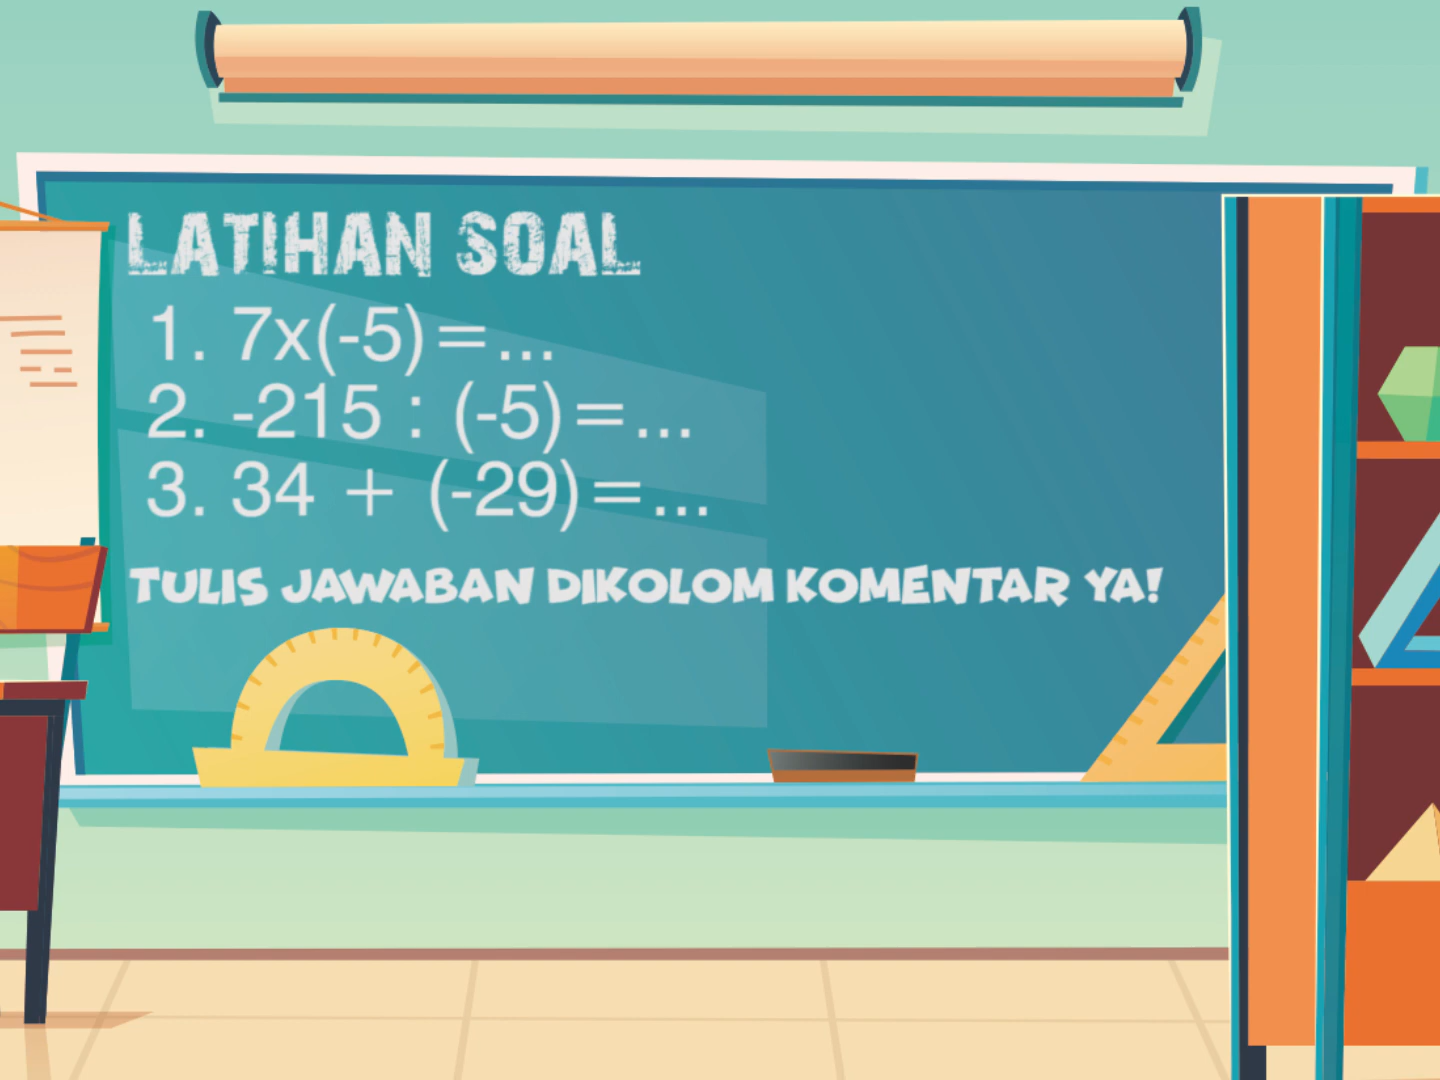 LATIHAN SOAL
1. 7x(-5)=...
2. -215 : (-5)=...
3. 34 + (-29)=...
TULIS JAWABAN DIKOLOM KOMENTAR YA!